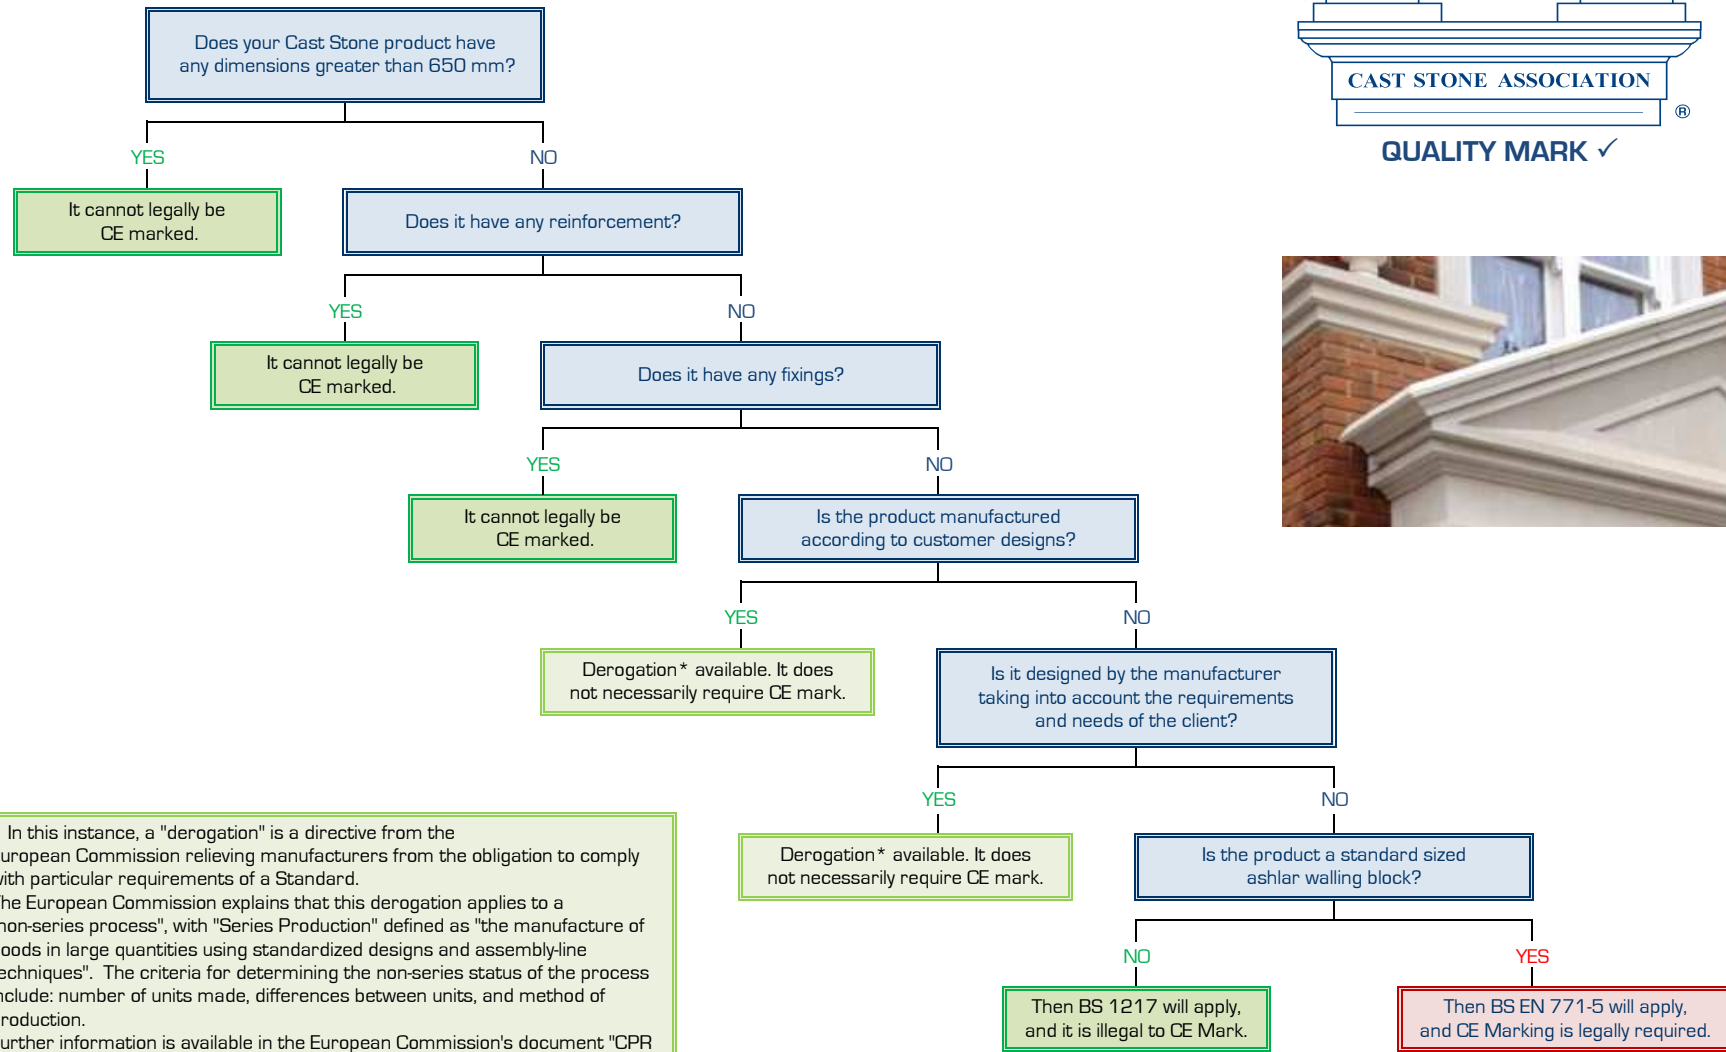 Does your Cast Stone product have
any dimensions greater than 650 mm?
CAST STONE ASSOCIATION
®
QUALITY MARK ✓
YES
NO
It cannot legally be
CE marked.
Does it have any reinforcement?
YES
NO
It cannot legally be
CE marked.
Does it have any fixings?
YES
NO
It cannot legally be
CE marked.
Is the product manufactured
according to customer designs?
YES
NO
Derogation* available. It does
not necessarily require CE mark.
Is it designed by the manufacturer
taking into account the requirements
and needs of the client?
YES
NO
Derogation* available. It does
not necessarily require CE mark.
Is the product a standard sized
ashlar walling block?
NO
YES
Then BS 1217 will apply,
and it is illegal to CE Mark.
Then BS EN 771-5 will apply,
and CE Marking is legally required.
In this instance, a "derogation" is a directive from the
uropean Commission relieving manufacturers from the obligation to comply
ith particular requirements of a Standard.
he European Commission explains that this derogation applies to a
non-series process", with "Series Production" defined as "the manufacture of
oods in large quantities using standardized designs and assembly-line
echniques". The criteria for determining the non-series status of the process
nclude: number of units made, differences between units, and method of
roduction.
urther information is available in the European Commission's document "CPR